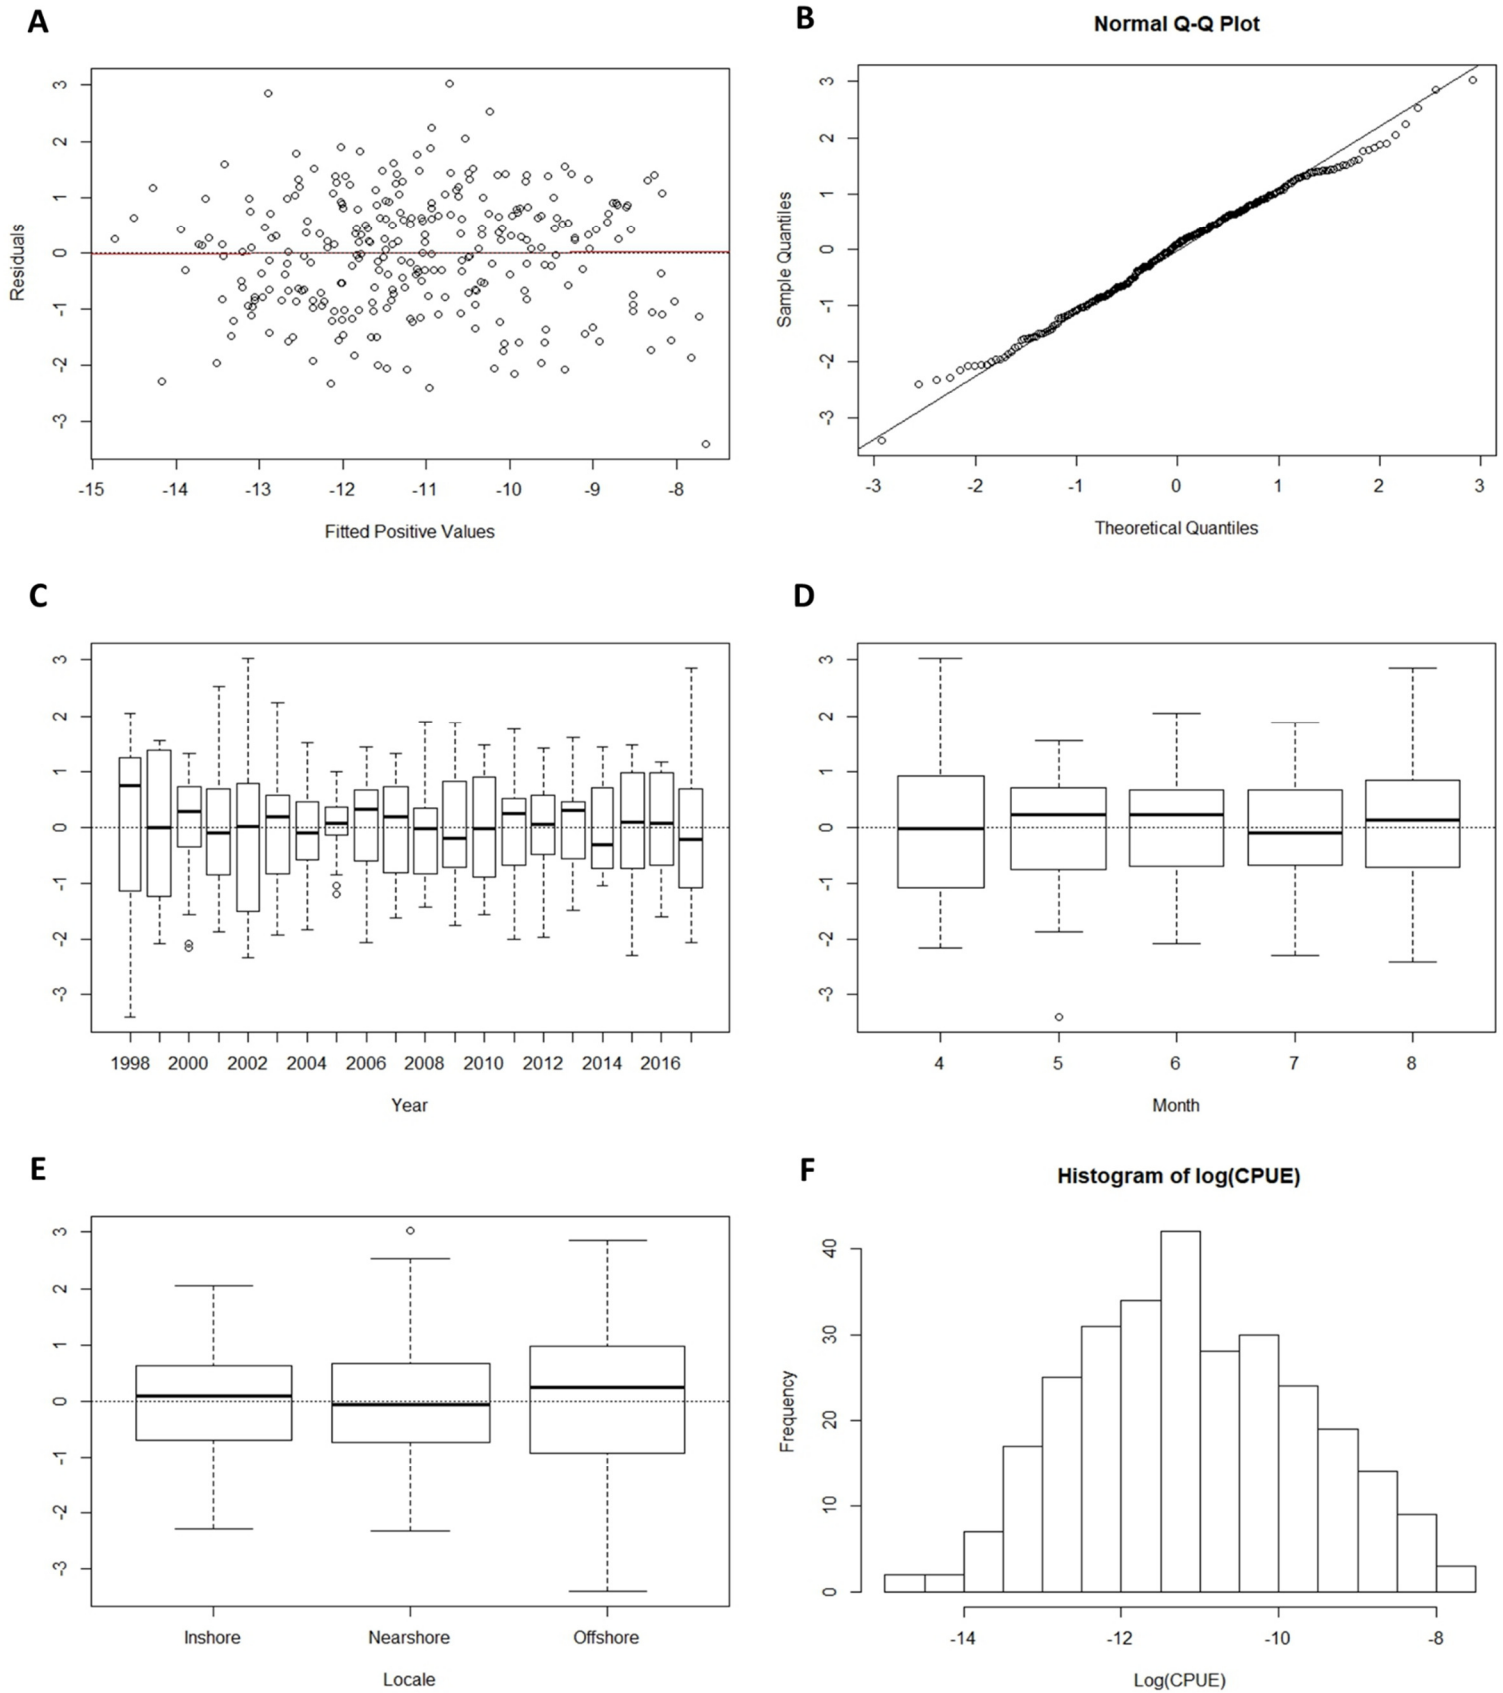 A
3
2
1
0
-1
-2
-3
Residuals
-15 -14 -13 -12 -11 -10 -9 -8
Fitted Positive Values
B
Normal Q-Q Plot
3
2
1
0
-1
-2
-3
Sample Quantiles
-3 -2 -1 0 1 2 3
Theoretical Quantiles
C
3
2
1
0
-1
-2
-3
1998 2000 2002 2004 2006 2008 2010 2012 2014 2016
Year
D
3
2
1
0
-1
-2
-3
4 5 6 7 8
Month
E
3
2
1
0
-1
-2
-3
Inshore Nearshore Offshore
Locale
F
Histogram of log(CPUE)
40
30
20
10
0
Frequency
-14 -12 -10 -8
Log(CPUE)